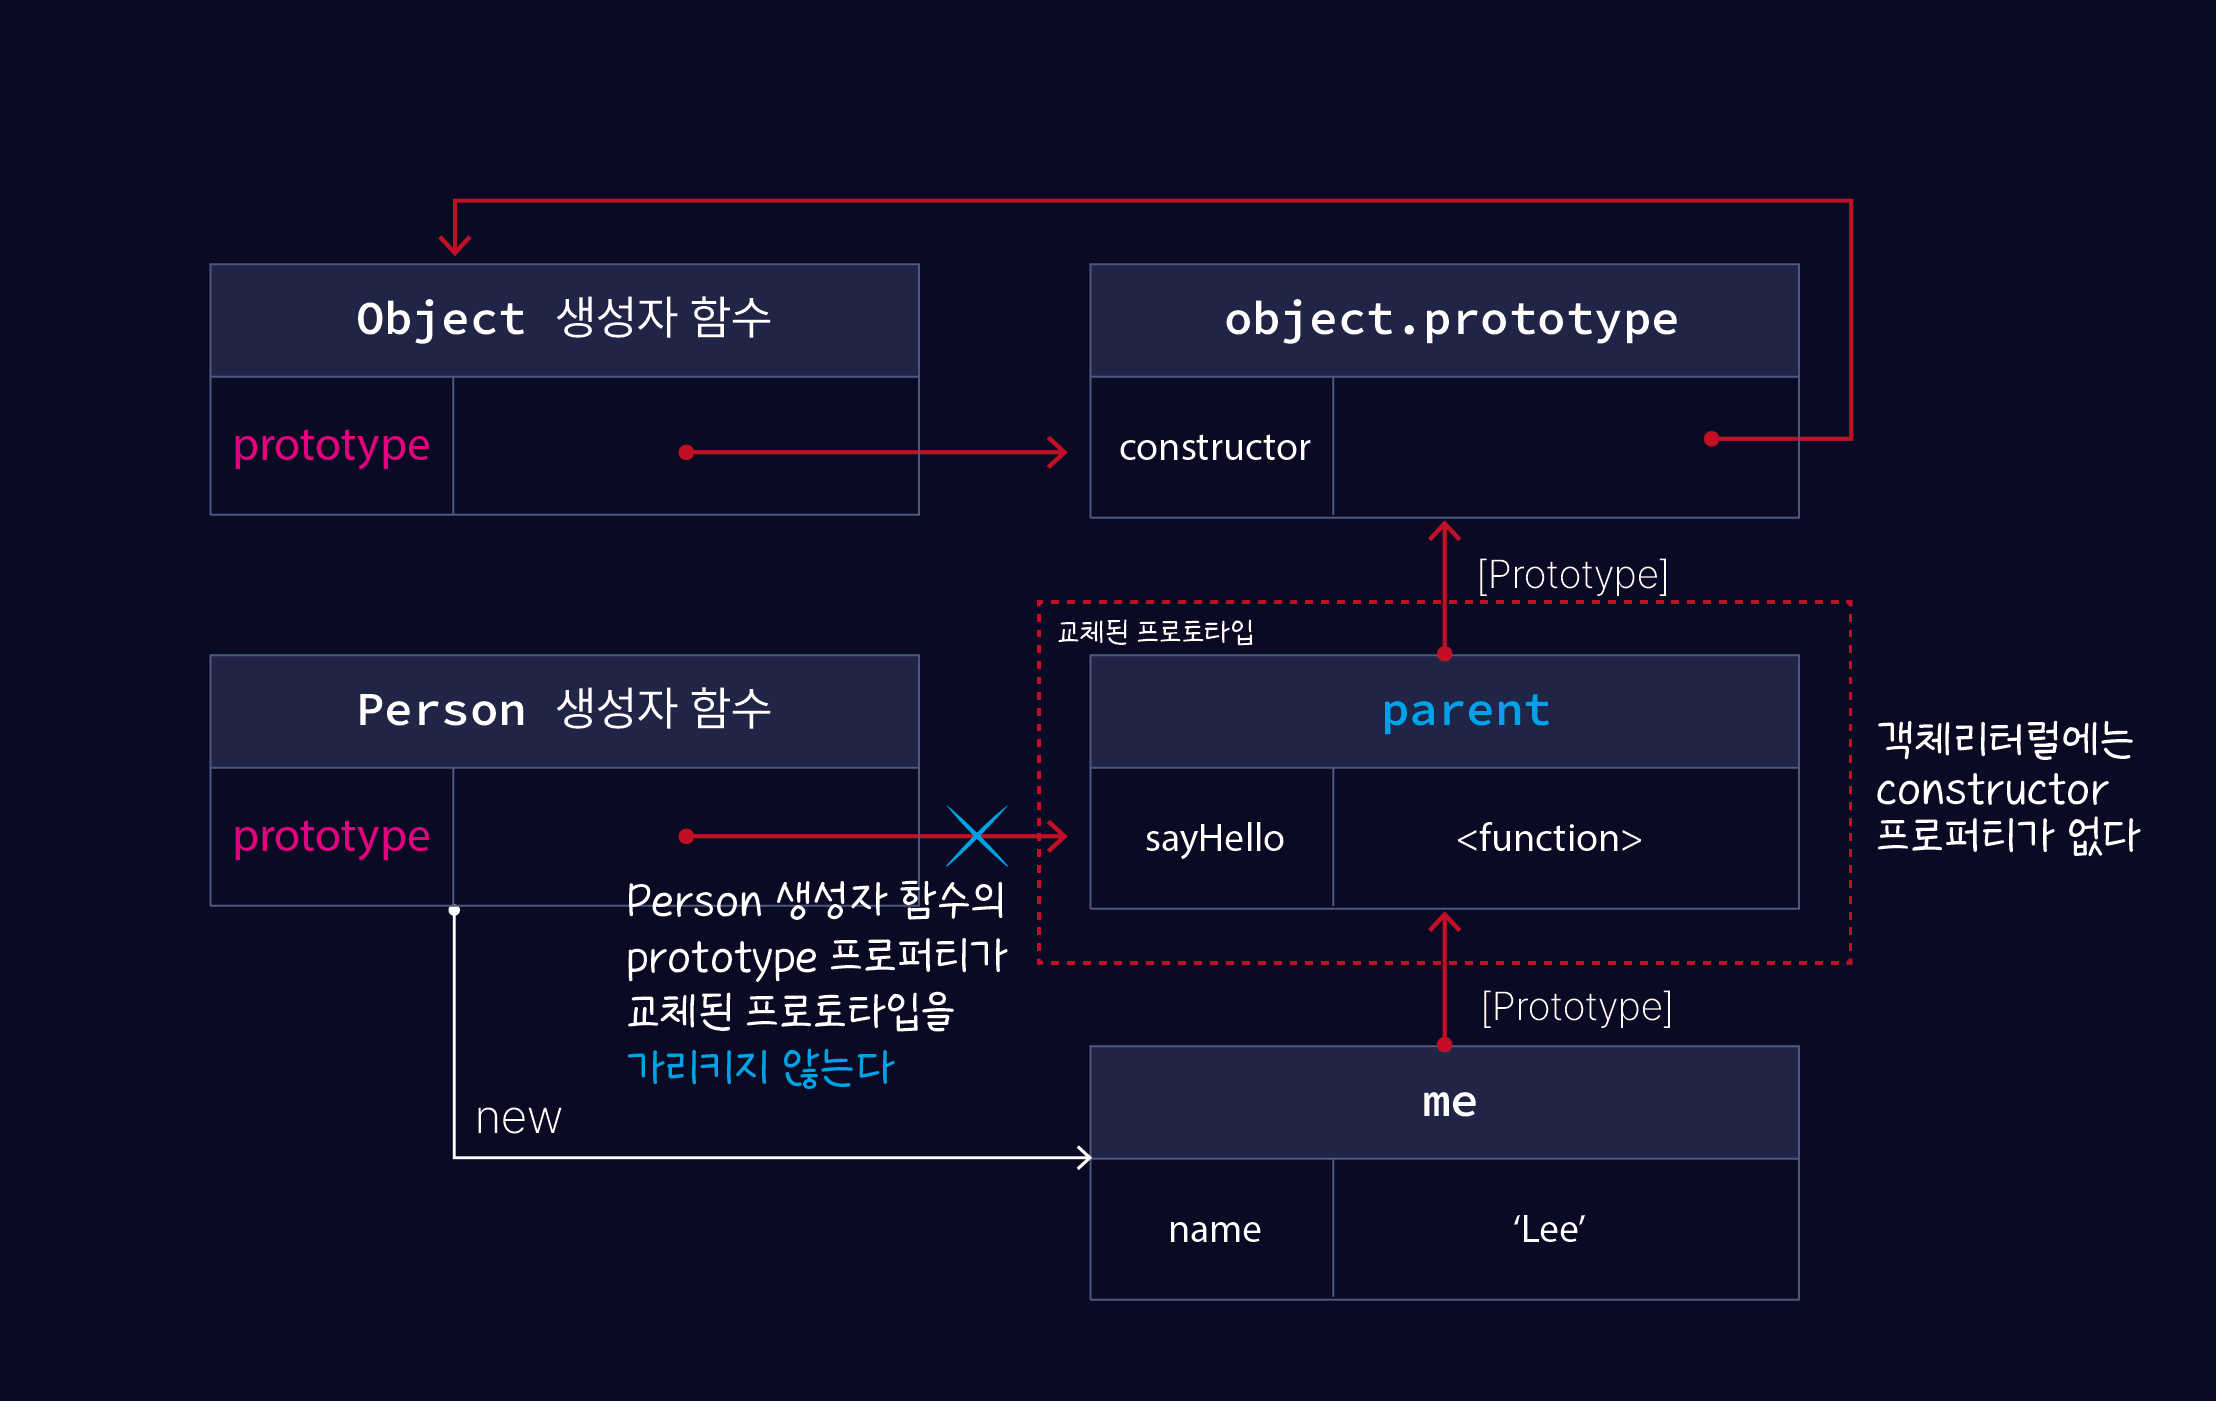 Object 생성자 함수
object.prototype
prototype
constructor
[Prototype]
교체된 프로토타입
Person 생성자 함수
parent
prototype
sayHello
<function>
객체리터럴에는
constructor
프로퍼티가 없다
Person 생성자 함수의
prototype 프로퍼티가
교체된 프로토타입을
가리키지 않는다
[Prototype]
new
me
name
‘Lee’